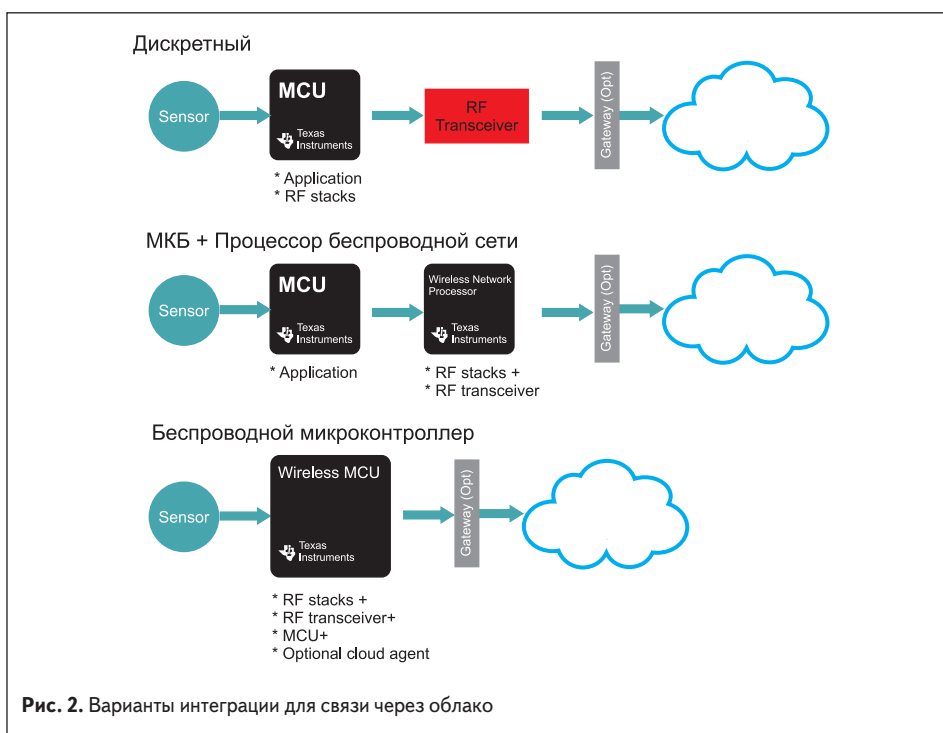 Дискретный
Sensor
MCU
Texas
Instruments
* Application
* RF stacks
RF
Transceiver
Gateway (Opt)
МКБ + Процессор беспроводной сети
Sensor
MCU
Texas
Instruments
* Application
Wireless Network
Processor
Texas
Instruments
* RF stacks +
* RF transceiver
Gateway (Opt)
Беспроводной микроконтроллер
Sensor
Wireless MCU
Texas
Instruments
* RF stacks +
* RF transceiver+
* MCU+
* Optional cloud agent
Gateway (Opt)
Рис. 2. Варианты интеграции для связи через облако